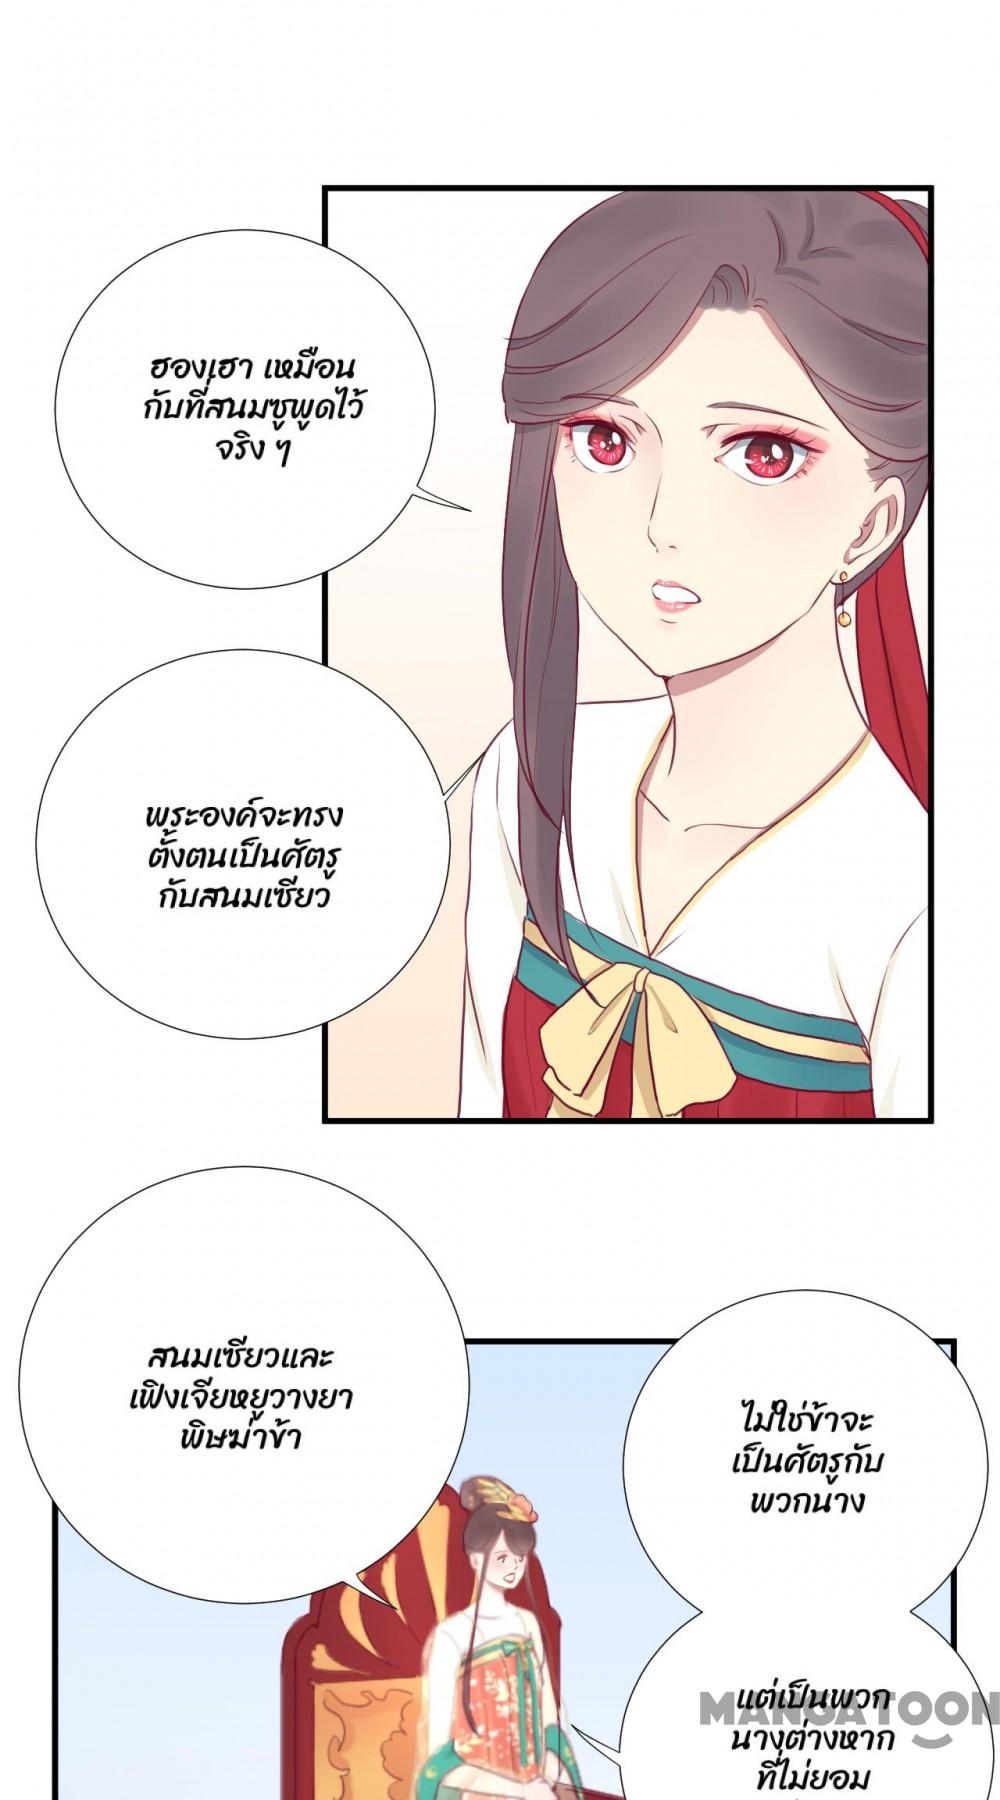 ฮองเฮา เหมือน
กับที่สนมซูพูดไว้
จริง ๆ
พระองค์จะทรง
ตั้งตนเป็นศัตรู
กับสนมเซียว
สนมเซียวและ
เฟิงเจียหยูวางยา
พิษฆ่าข้า
ไม่ใช่ข้าจะ
เป็นศัตรูกับ
พวกนาง
แต่เป็นพวก
นางต่างหาก
ที่ไม่ยอม
MANGATOON